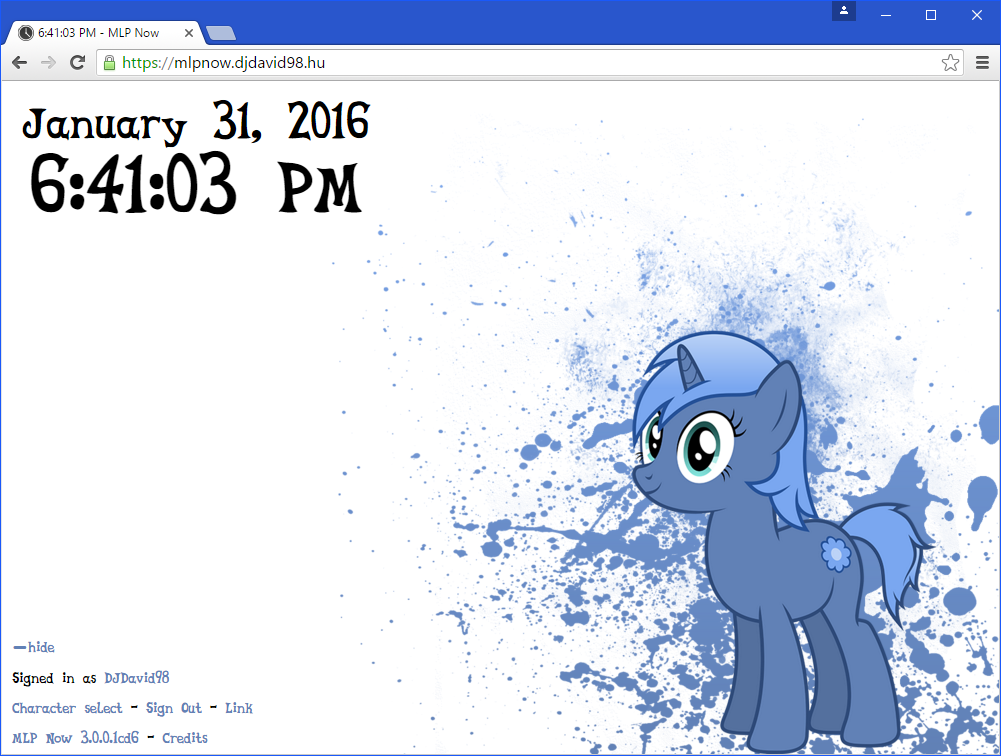 6:41:03 PM - MLP Now
https://mlpnow.djdavid98.hu
January 31, 2016
6:41:03 PM
hide
Signed in as DJDavid98
Character select - Sign Out - Link
MLP Now 3.0.0.1cd6 - Credits